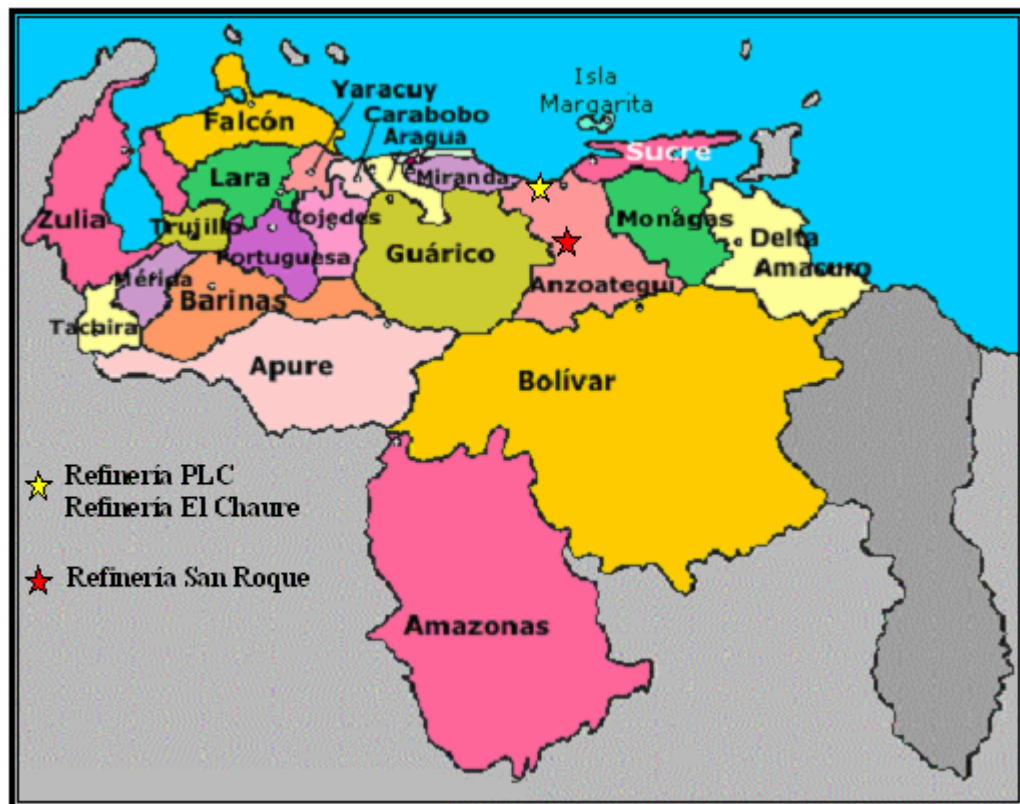 Isla
Margarita
Yaracuy
Carabobo
Aragua
Falcón
Sucre
Lara
Miranda
Zulia
Trujillo
Cojedes
Monagas
Portuguesa
Guárico
Delta
Amacuro
Mérida
Barinas
Anzoategui
Tachira
Apure
Bolívar
Refinería PLC
Refinería El Chaure
Refinería San Roque
Amazonas